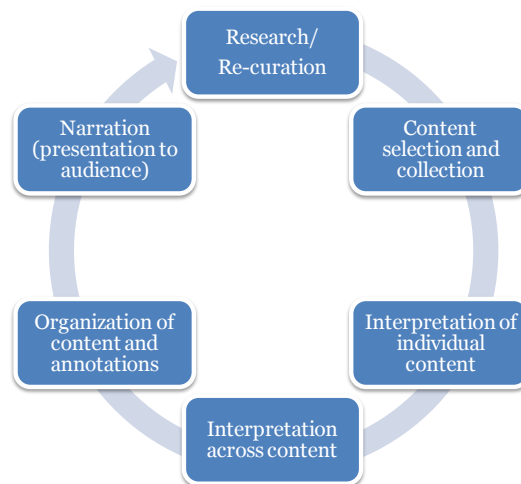 Research/
Re-curation
Content
selection and
collection
Interpretation of
individual
content
Interpretation
across content
Organization of
content and
annotations
Narration
(presentation to
audience)